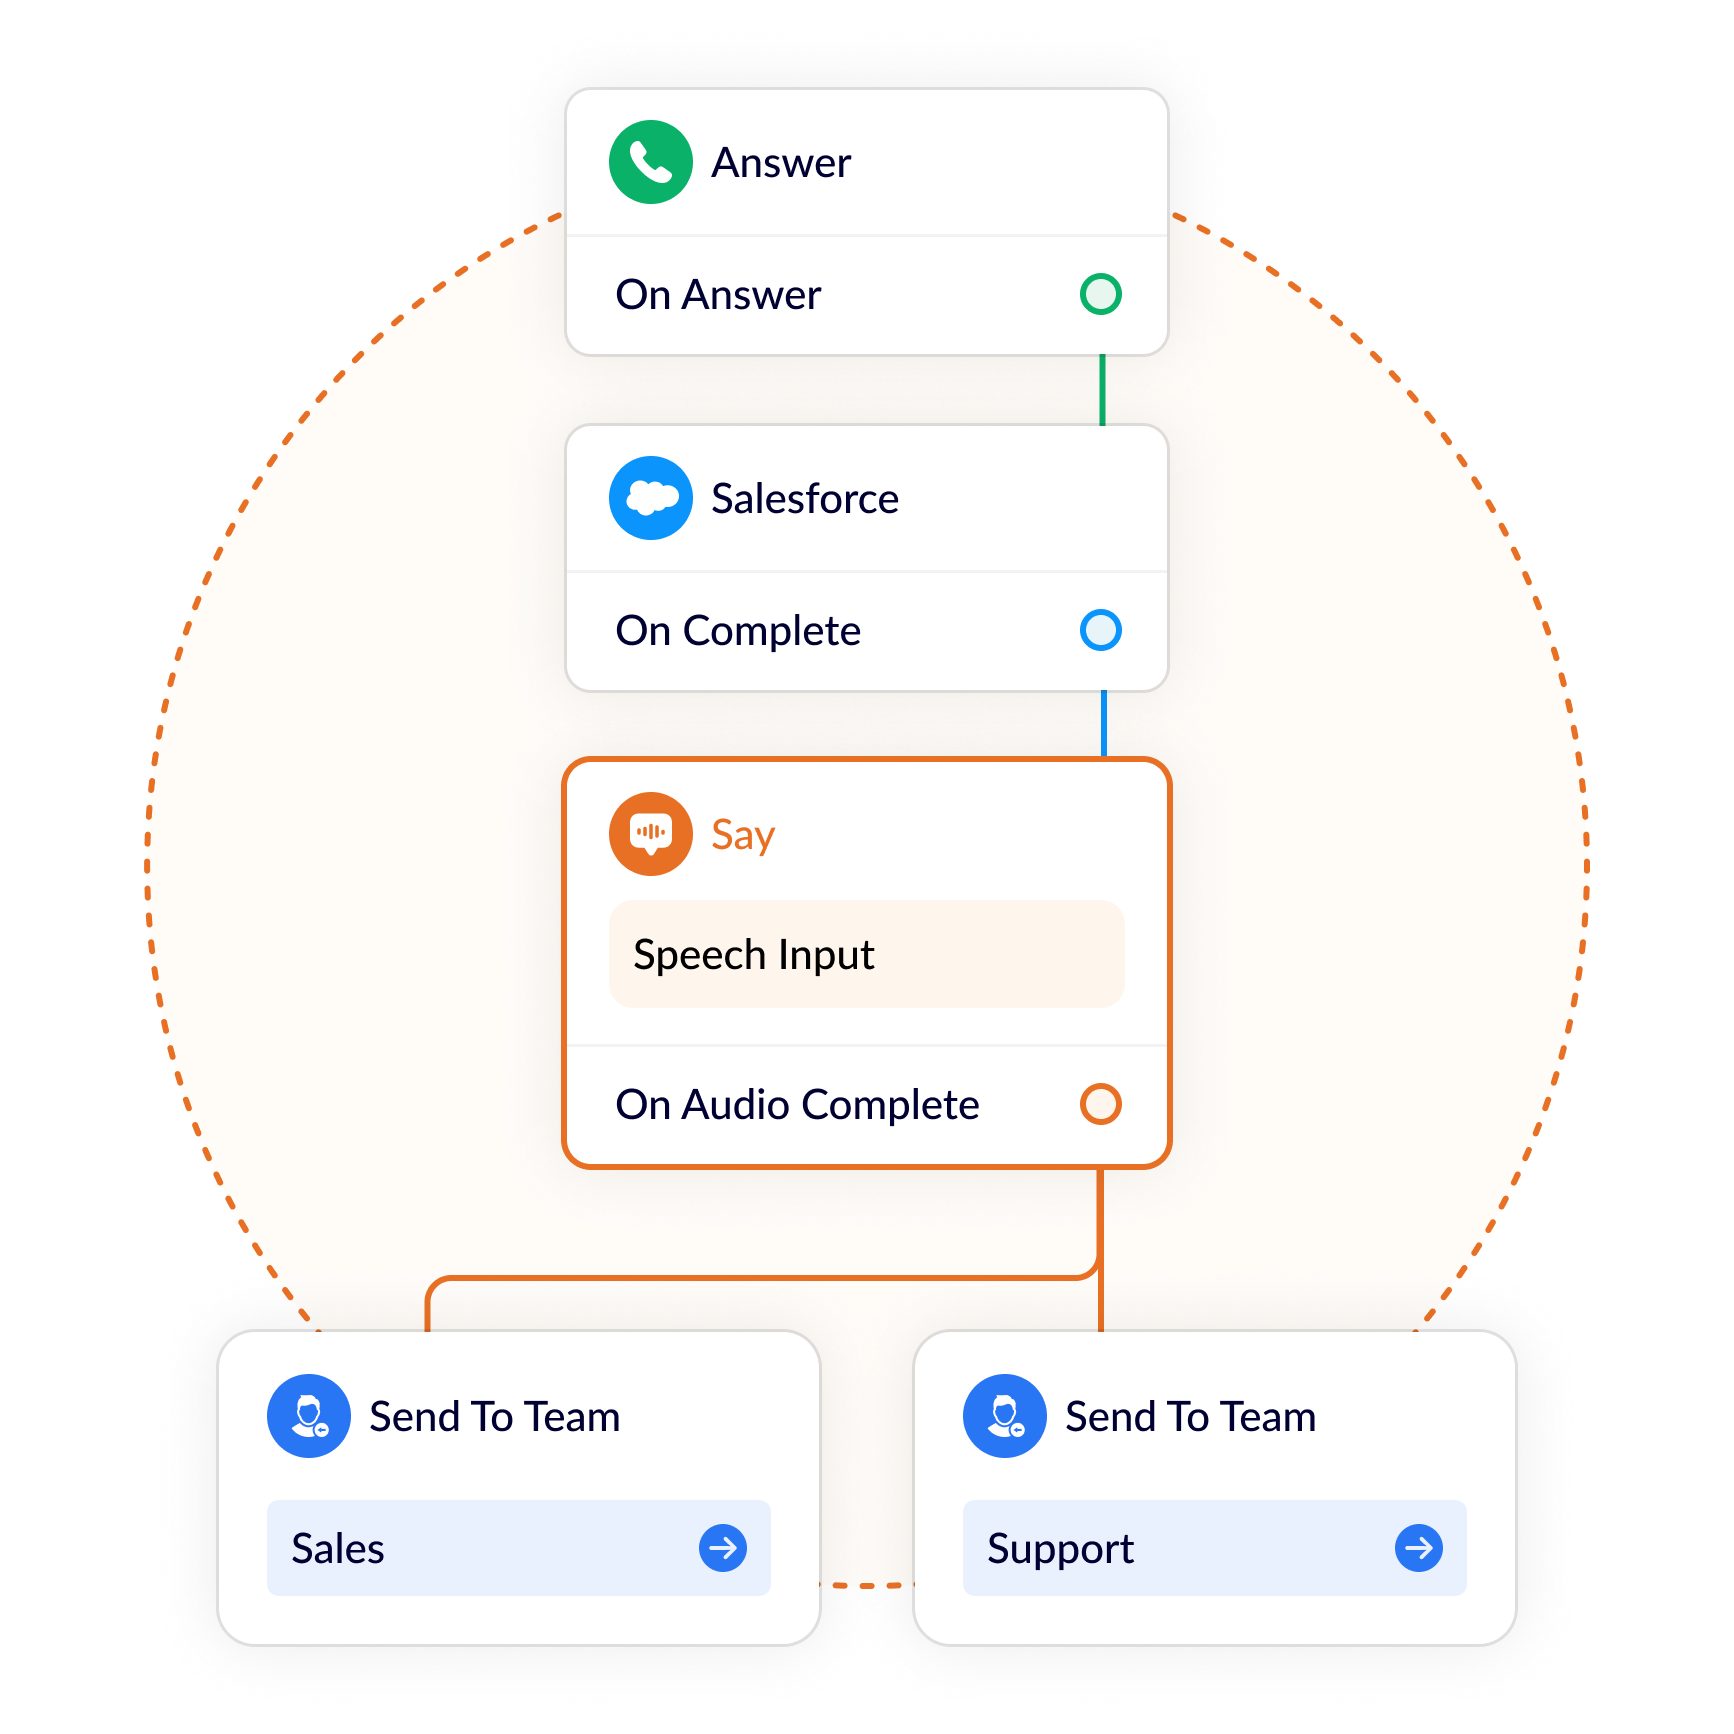 Answer
On Answer
Salesforce
On Complete
Say
Speech Input
On Audio Complete
Send To Team
Sales
Send To Team
Support